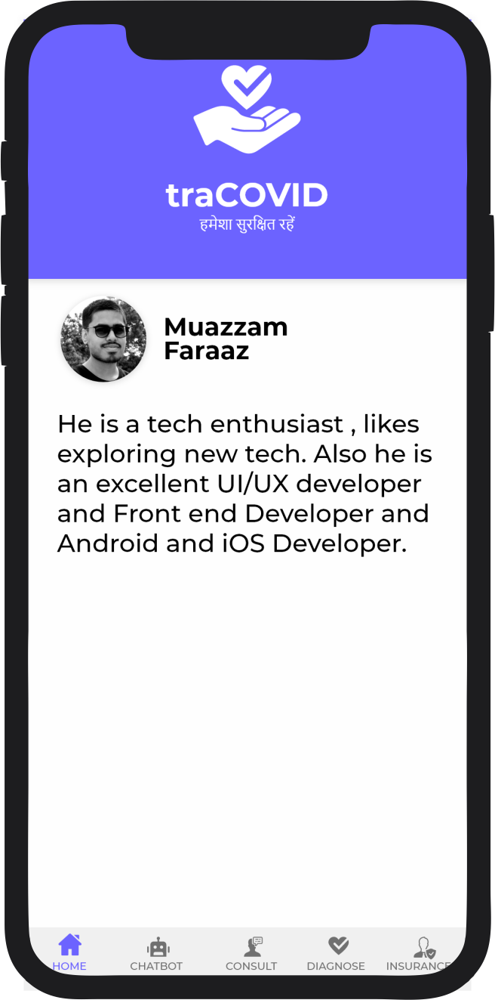 traCOVID
हमेशा सुरक्षित रहें
Muazzam
Faraaz
He is a tech enthusiast , likes
exploring new tech. Also he is
an excellent UI/UX developer
and Front end Developer and
Android and iOS Developer.
HOME CHATBOT CONSULT DIAGNOSE INSURANCE